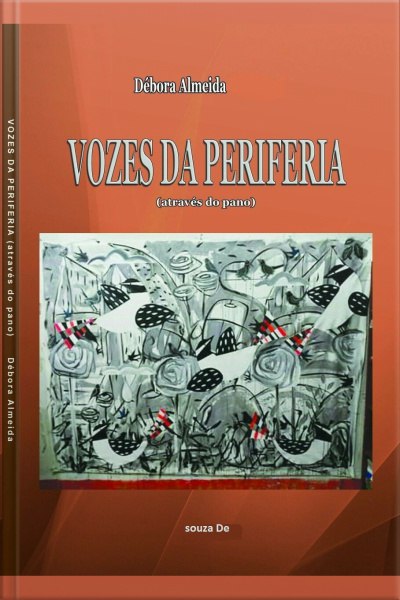 Débora Almeida
VOZES DA PERIFERIA
(através do pano)
souza De
VOZES DA PERIFERIA (através do pano) Débora Almeida